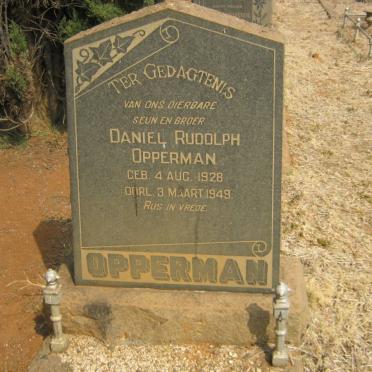 TER GEDAGTENIS
VAN ONS DIERBARE
SEUN EN BROER
DANIEL RUDOLPH
OPPERMAN
GEB. 4 AUG. 1928
OORL. 3 MAART 1949
RUS IN VREDE.
OPPERMAN